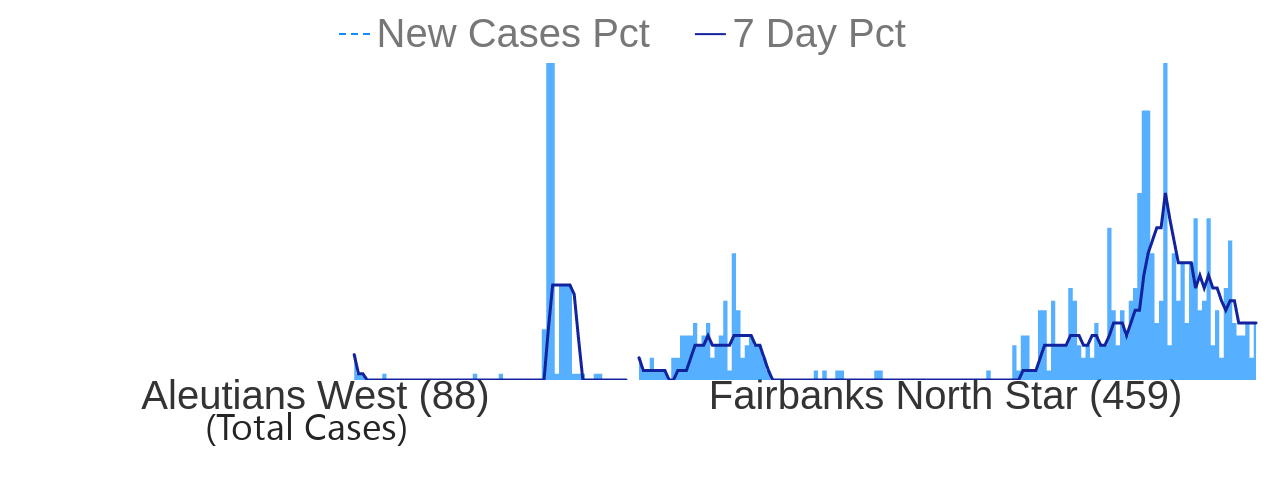 New Cases Pct 7 Day Pct
Aleutians West (88) Fairbanks North Star (459)
(Total Cases)